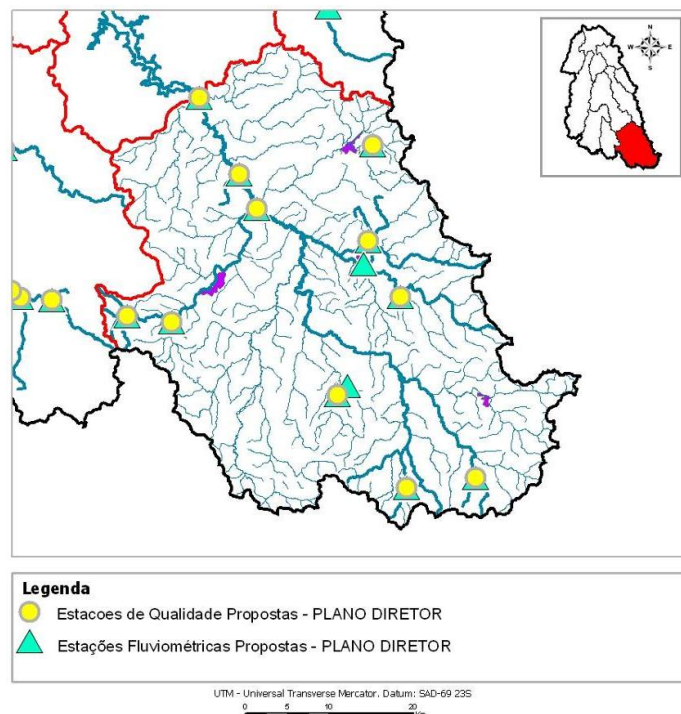 N
W E
S
Legenda
Estacoes de Qualidade Propostas - PLANO DIRETOR
Estações Fluviométricas Propostas - PLANO DIRETOR
UTM - Universal Transverse Mercator. Datum: SAD-69 23S
0 5 10 20